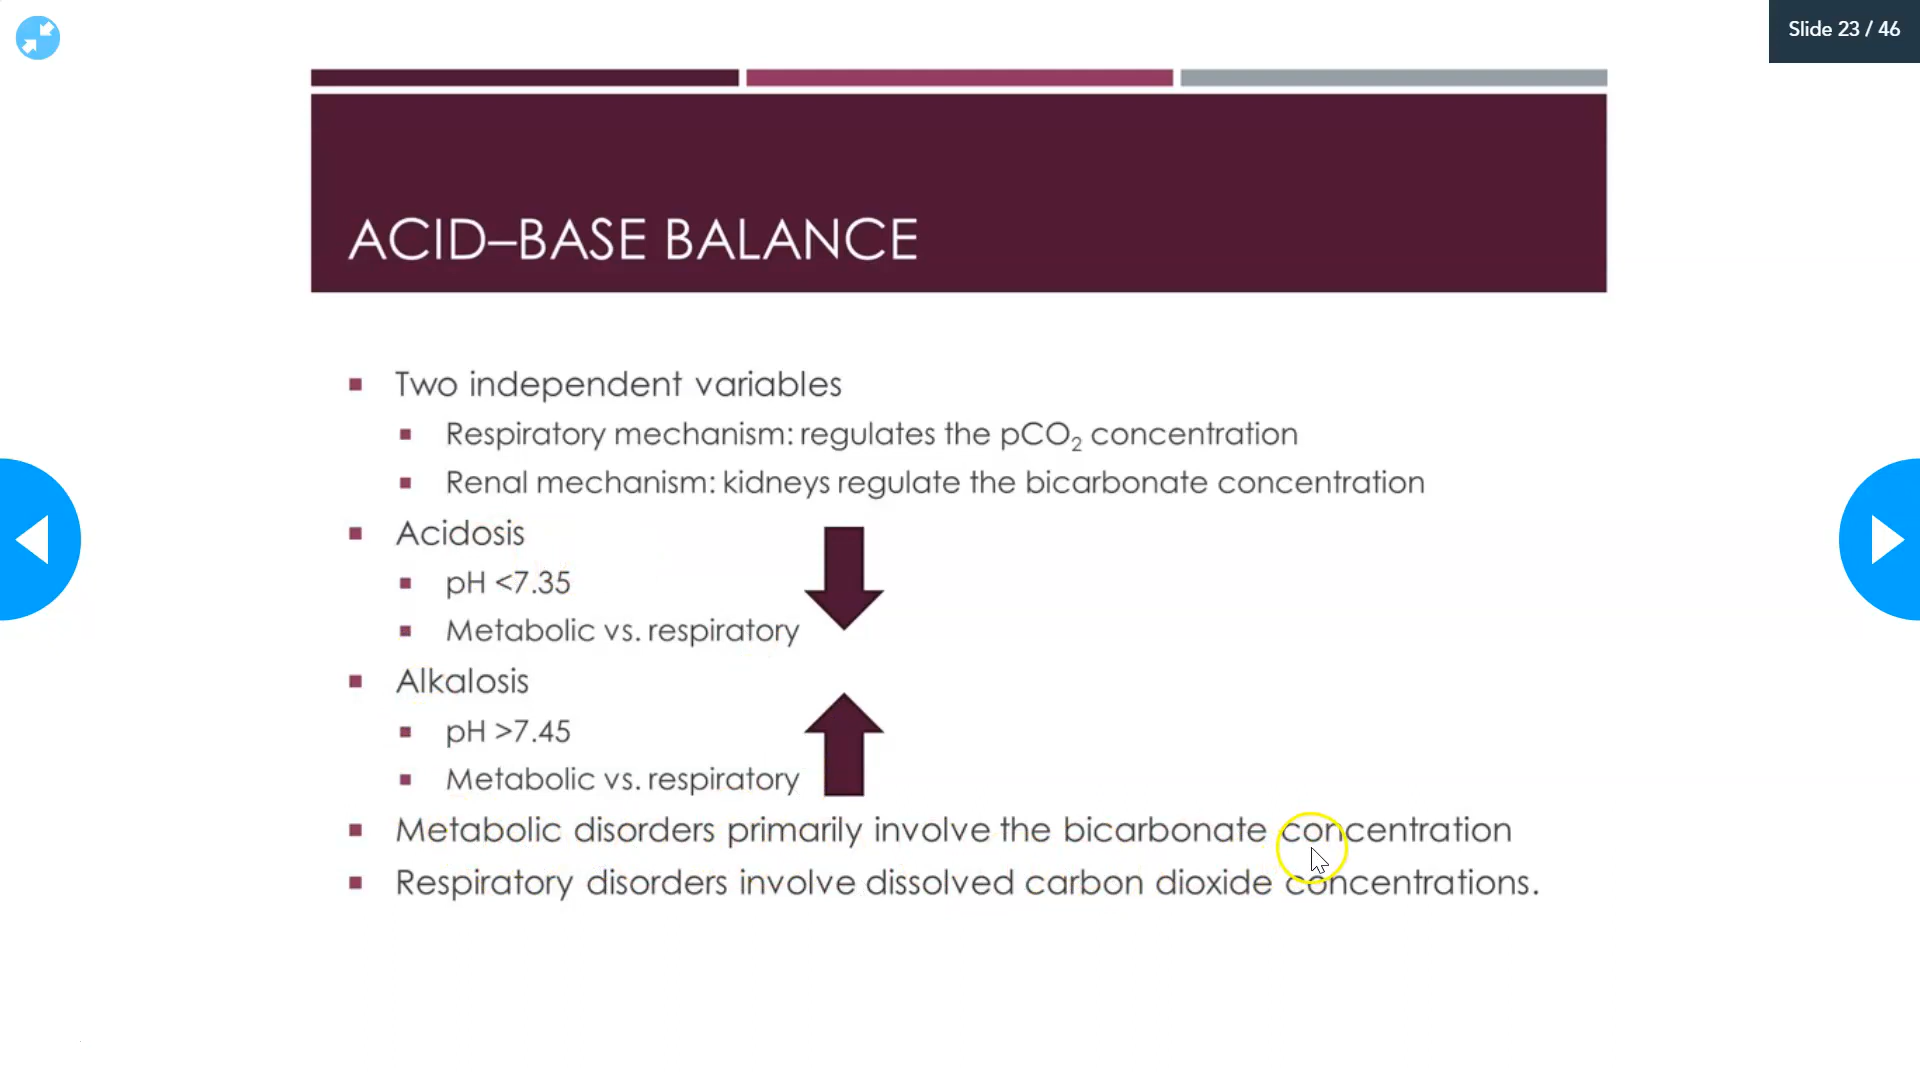 Slide 23 / 46
ACID–BASE BALANCE
Two independent variables
Respiratory mechanism: regulates the pCO₂ concentration
Renal mechanism: kidneys regulate the bicarbonate concentration
Acidosis
pH <7.35
Metabolic vs. respiratory
Alkalosis
pH >7.45
Metabolic vs. respiratory
Metabolic disorders primarily involve the bicarbonate concentration
Respiratory disorders involve dissolved carbon dioxide concentrations.